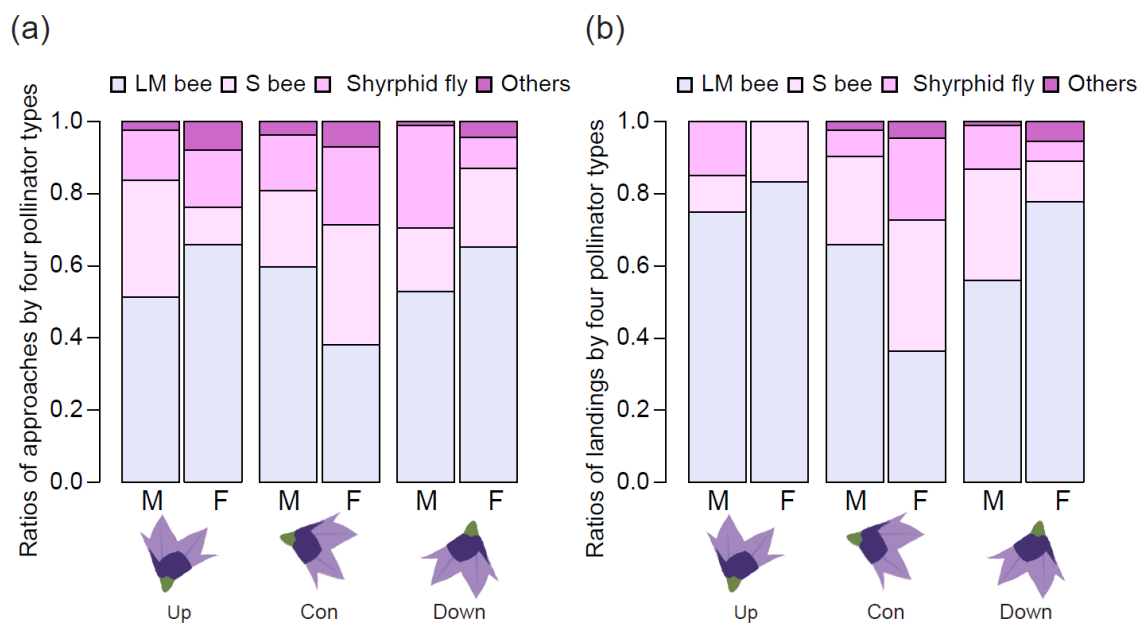 (a)
LM bee S bee Shyrphid fly Others
Ratios of approaches by four pollinator types
1.0
0.8
0.6
0.4
0.2
0.0
M F M F M F
Up Con Down
(b)
LM bee S bee Shyrphid fly Others
Ratios of landings by four pollinator types
1.0
0.8
0.6
0.4
0.2
0.0
M F M F M F
Up Con Down